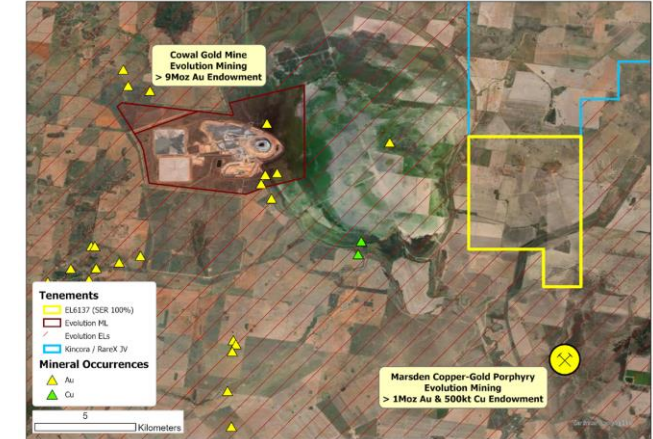 Cowal Gold Mine
Evolution Mining
> 9Moz Au Endowment
Tenements
EL6137 (SER 100%)
Evolution ML
Evolution ELs
Kincora / RareX JV
Mineral Occurrences
Au
Cu
5
Kilometers
Marsden Copper-Gold Porphyry
Evolution Mining
> 1Moz Au & 500kt Cu Endowment